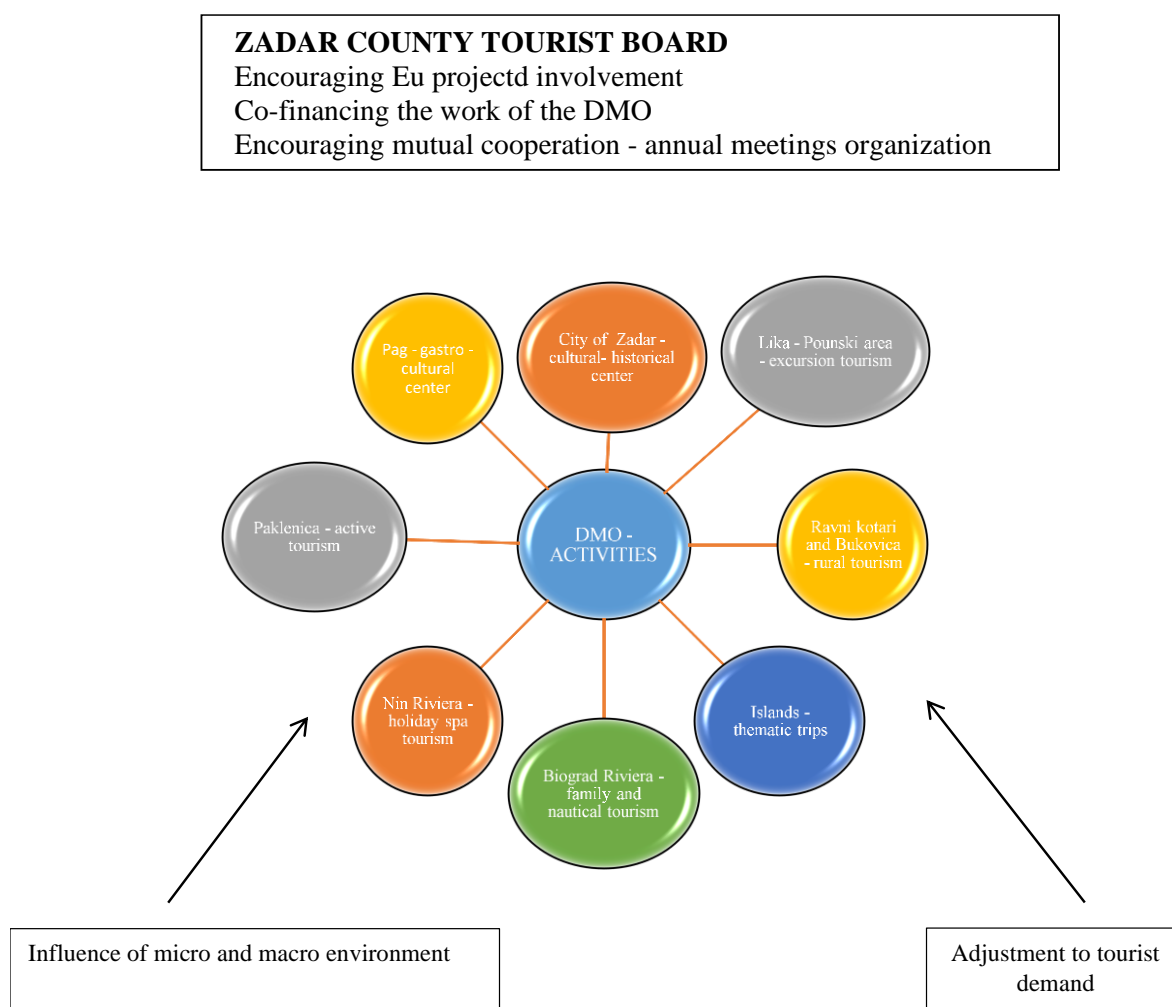 ZADAR COUNTY TOURIST BOARD
Encouraging Eu projectd involvement
Co-financing the work of the DMO
Encouraging mutual cooperation - annual meetings organization
Pag - gastro -
cultural
center
City of Zadar -
cultural- historical
center
Lika - Pounski area
- excursion tourism
Paklenica - active
tourism
DMO -
ACTIVITIES
Ravni kotari
and Bukovica
- rural tourism
Nin Riviera -
holiday spa
tourism
Islands -
thematic trips
Biograd Riviera -
family and
nautical tourism
Influence of micro and macro environment
Adjustment to tourist
demand